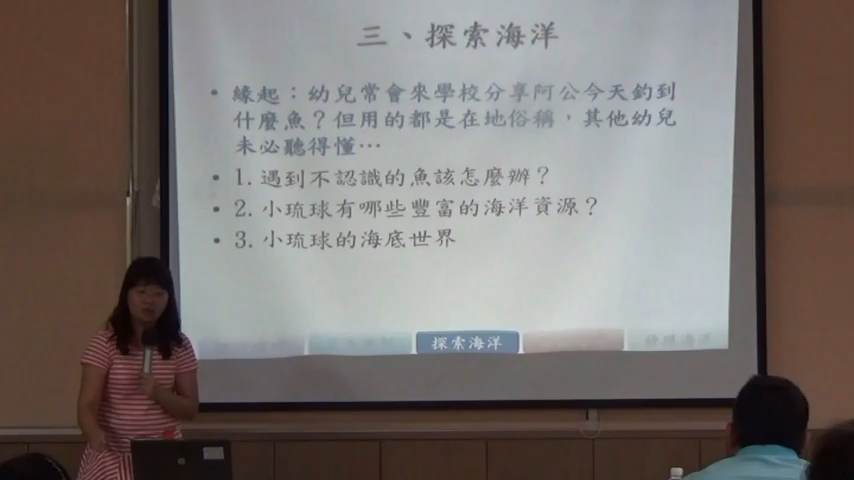 三、探索海洋
• 緣起：幼兒常會來學校分享阿公今天釣到
什麼魚？但用的都是在地俗稱，其他幼兒
未必聽得懂…
• 1. 遇到不認識的魚該怎麼辦？
• 2. 小琉球有哪些豐富的海洋資源？
• 3. 小琉球的海底世界
探索海洋